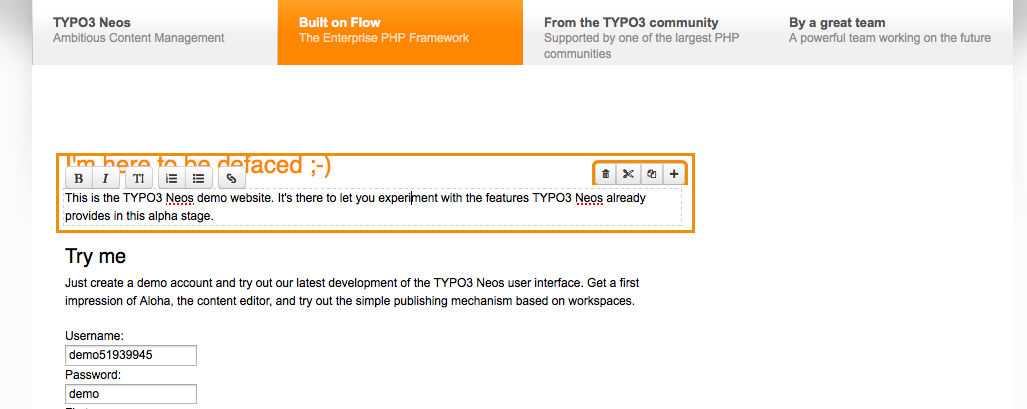 TYPO3 Neos
Ambitious Content Management
Built on Flow
The Enterprise PHP Framework
From the TYPO3 community
Supported by one of the largest PHP
communities
By a great team
A powerful team working on the future
I'm here to be defaced ;-)
B I TI
This is the TYPO3 Neos demo website. It's there to let you experiment with the features TYPO3 Neos already
provides in this alpha stage.
Try me
Just create a demo account and try out our latest development of the TYPO3 Neos user interface. Get a first
impression of Aloha, the content editor, and try out the simple publishing mechanism based on workspaces.
Username:
demo51939945
Password:
demo